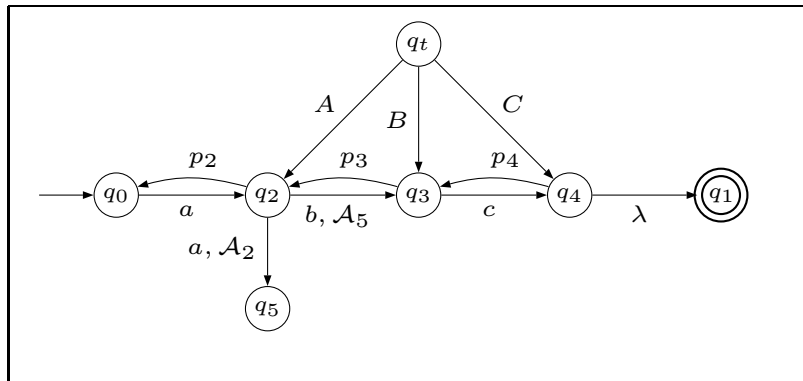 q_t
A
B
C
p_2
p_3
p_4
q_0
q_2
q_3
q_4
q_1
a
b, 𝒜_5
c
λ
a, 𝒜_2
q_5